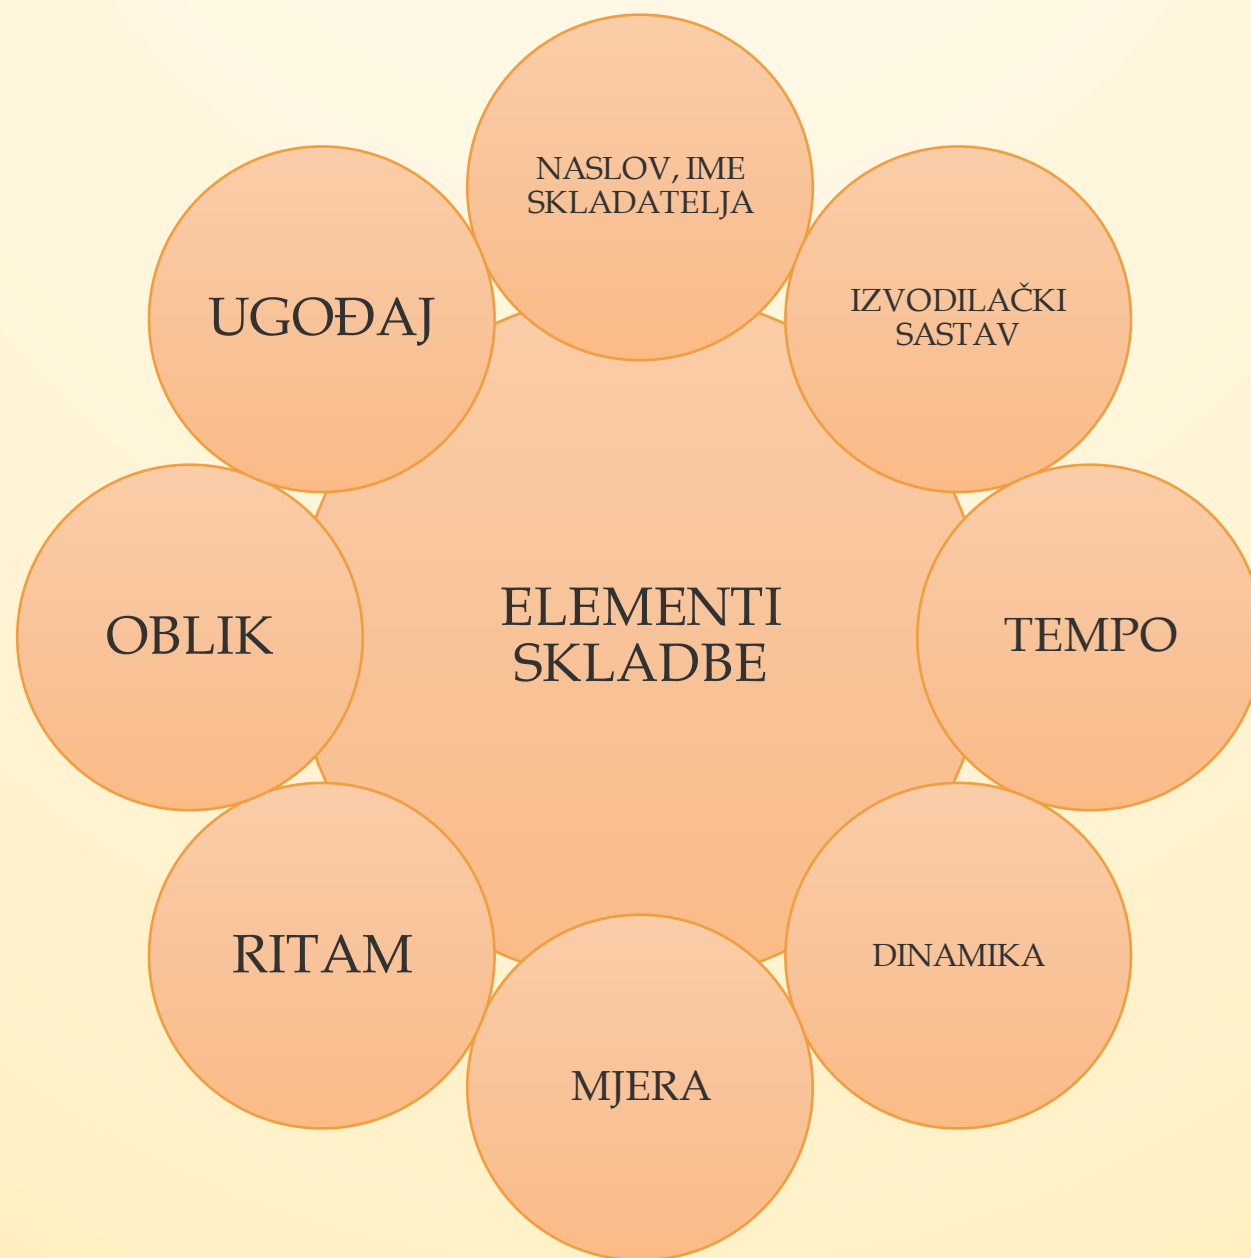 NASLOV, IME
SKLADATELJA
UGOĐAJ
IZVODILAČKI
SASTAV
ELEMENTI
SKLADBE
OBLIK
TEMPO
RITAM
DINAMIKA
MJERA